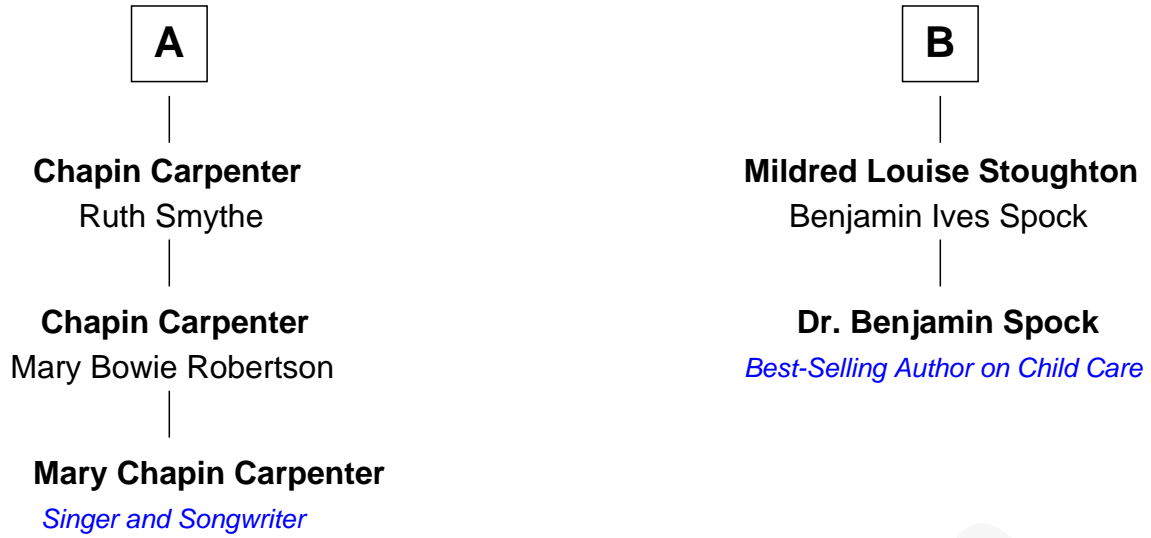 A
Chapin Carpenter
Ruth Smythe
Chapin Carpenter
Mary Bowie Robertson
Mary Chapin Carpenter
Singer and Songwriter
B
Mildred Louise Stoughton
Benjamin Ives Spock
Dr. Benjamin Spock
Best-Selling Author on Child Care